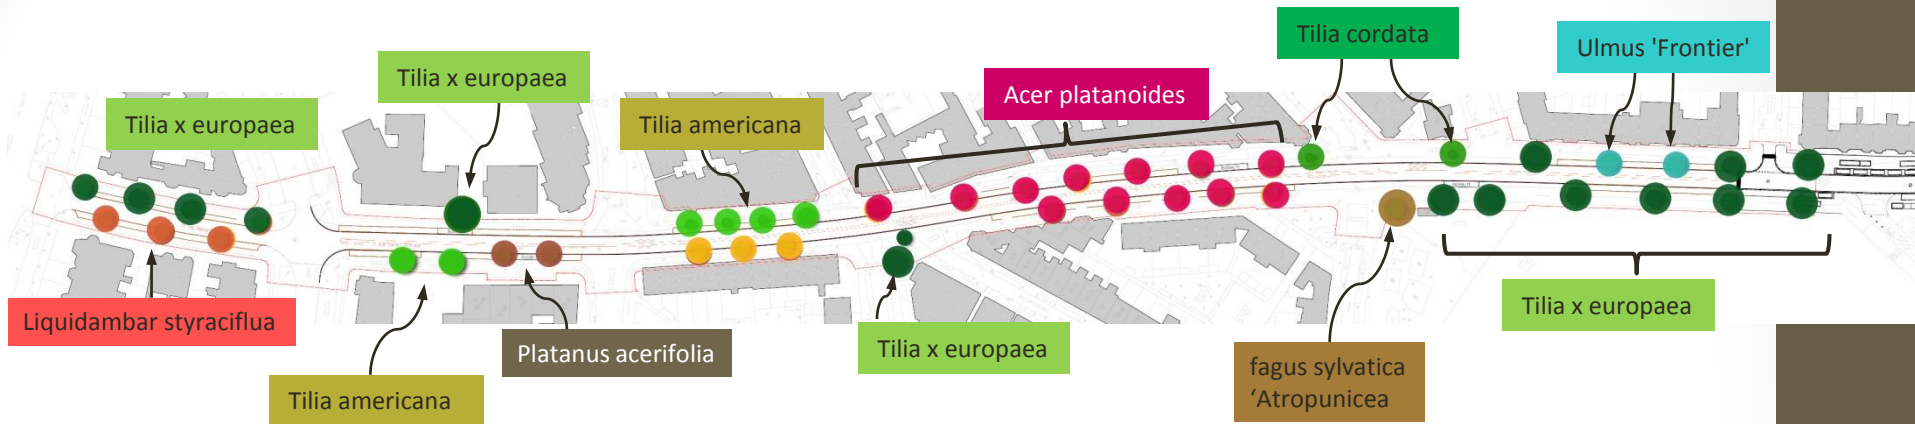 Tilia cordata
Ulmus 'Frontier'
Tilia x europaea
Acer platanoides
Tilia x europaea
Tilia americana
Liquidambar styraciflua
Tilia x europaea
Platanus acerifolia
Tilia x europaea
fagus sylvatica
‘Atropunicea
Tilia americana